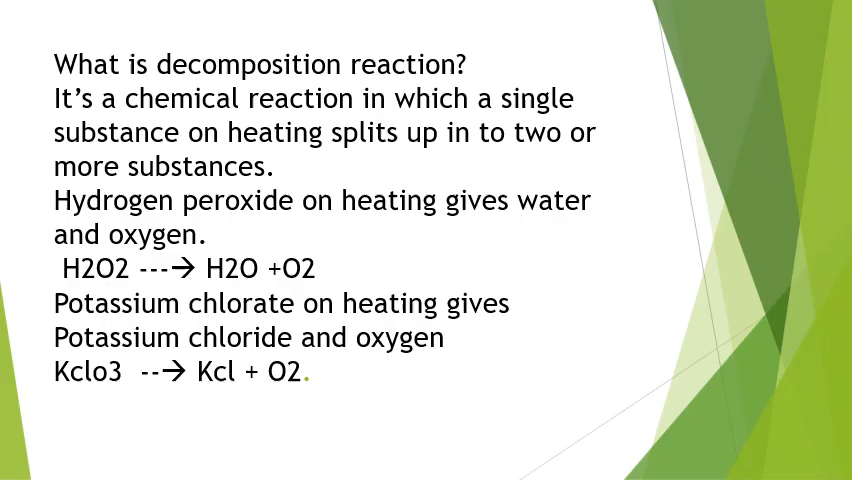 What is decomposition reaction?
It’s a chemical reaction in which a single
substance on heating splits up in to two or
more substances.
Hydrogen peroxide on heating gives water
and oxygen.
H2O2 ---→ H2O +O2
Potassium chlorate on heating gives
Potassium chloride and oxygen
Kclo3 --→ Kcl + O2.